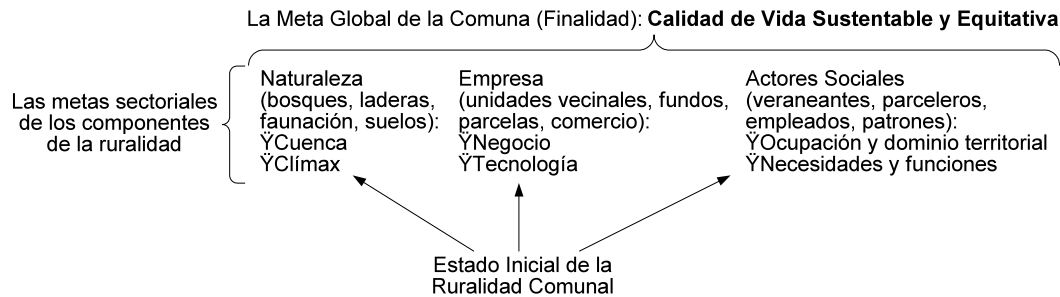 La Meta Global de la Comuna (Finalidad): Calidad de Vida Sustentable y Equitativa
Las metas sectoriales
de los componentes
de la ruralidad
Naturaleza
(bosques, laderas,
faunación, suelos):
ŸCuenca
ŸClímax
Empresa
(unidades vecinales, fundos,
parcelas, comercio):
ŸNegocio
ŸTecnología
Actores Sociales
(veraneantes, parceleros,
empleados, patrones):
ŸOcupación y dominio territorial
ŸNecesidades y funciones
Estado Inicial de la
Ruralidad Comunal